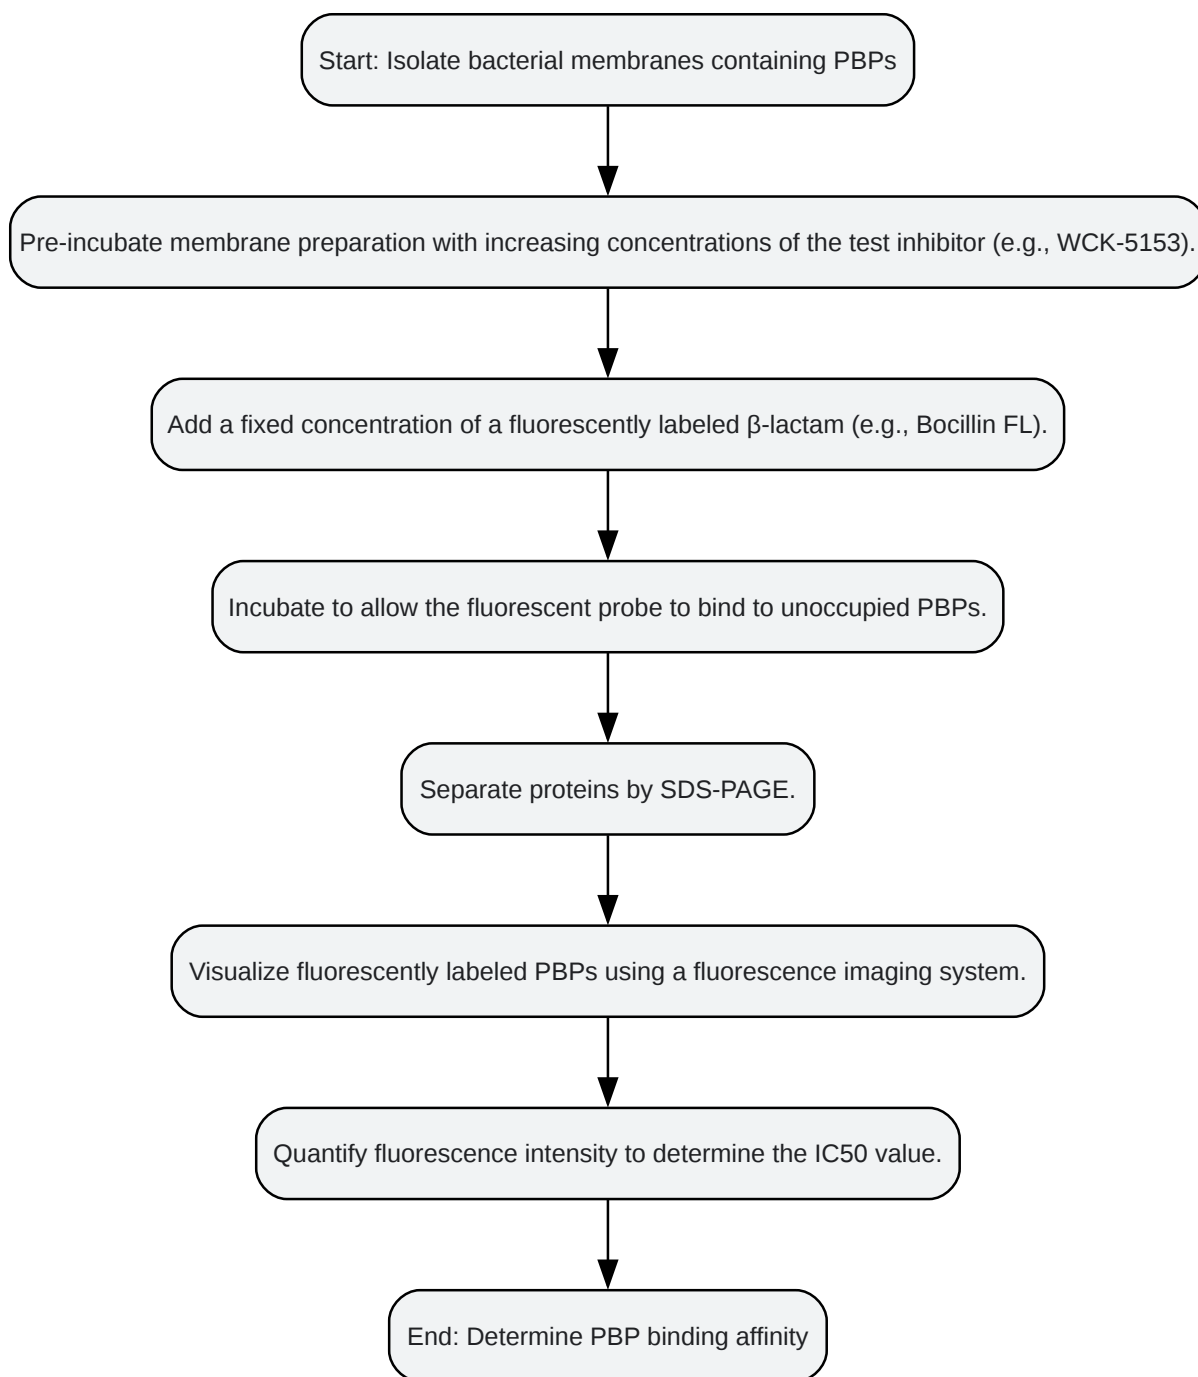 Start: Isolate bacterial membranes containing PBPs
Pre-incubate membrane preparation with increasing concentrations of the test inhibitor (e.g., WCK-5153).
Add a fixed concentration of a fluorescently labeled β-lactam (e.g., Bocillin FL).
Incubate to allow the fluorescent probe to bind to unoccupied PBPs.
Separate proteins by SDS-PAGE.
Visualize fluorescently labeled PBPs using a fluorescence imaging system.
Quantify fluorescence intensity to determine the IC50 value.
End: Determine PBP binding affinity